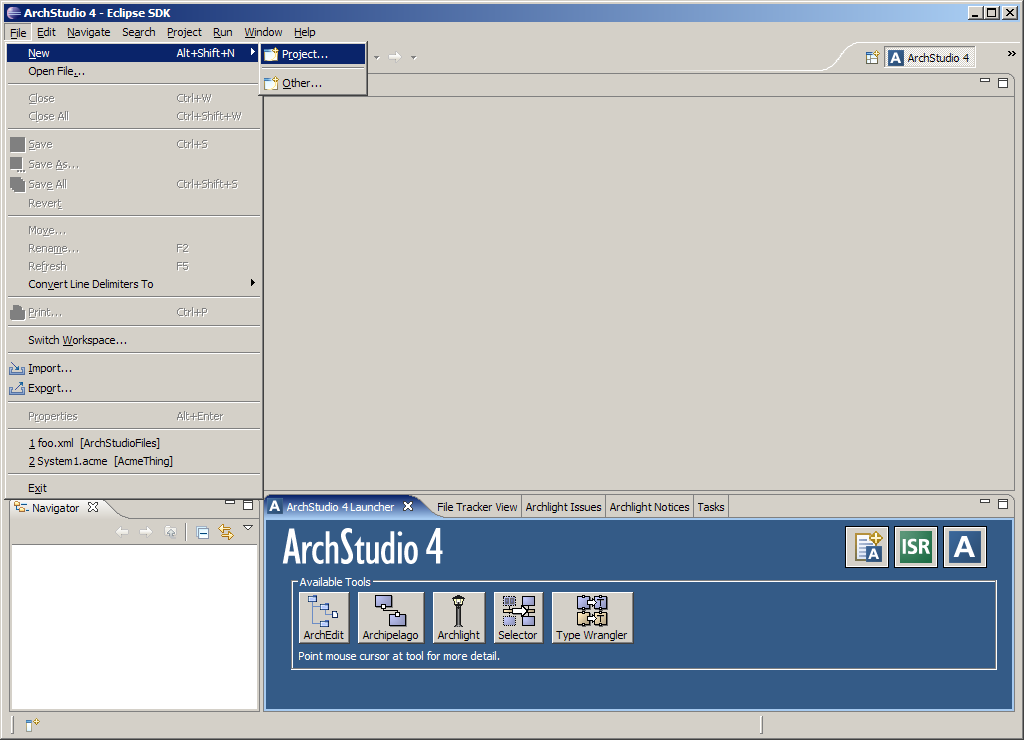 ArchStudio 4 - Eclipse SDK
File Edit Navigate Search Project Run Window Help
New Alt+Shift+N Project...
Open File... Other...
ArchStudio 4
Close Ctrl+W
Close All Ctrl+Shift+W
Save Ctrl+S
Save As...
Save All Ctrl+Shift+S
Revert
Move...
Rename... F2
Refresh F5
Convert Line Delimiters To
Print... Ctrl+P
Switch Workspace...
Import...
Export...
Properties Alt+Enter
1 foo.xml [ArchStudioFiles]
2 System1.acme [AcmeThing]
Exit
Navigator
A ArchStudio 4 Launcher File Tracker View Archlight Issues Archlight Notices Tasks
ArchStudio 4
A ISR A
Available Tools
ArchEdit Archipelago Archlight Selector Type Wrangler
Point mouse cursor at tool for more detail.